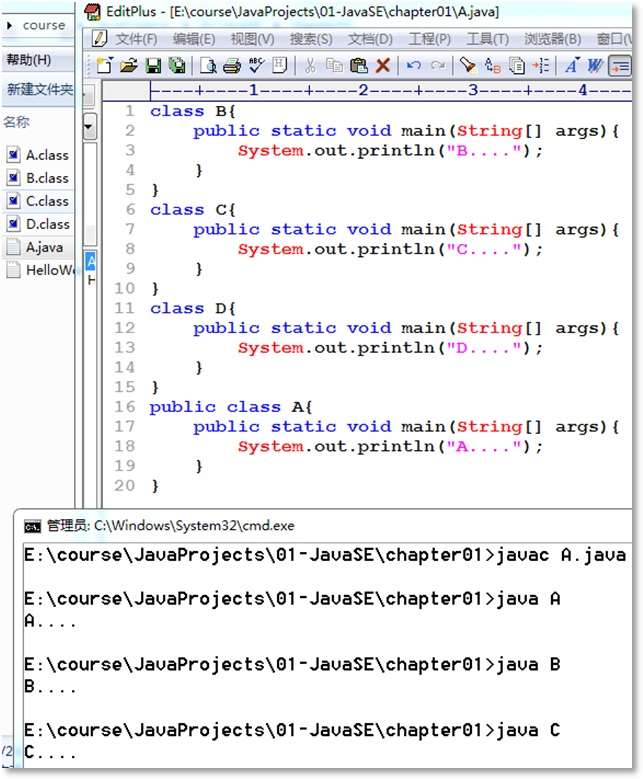 course
帮助(H)
新建文件夹
名称
A.class
B.class
C.class
D.class
A.java
EditPlus - [E:\course\JavaProjects\01-JavaSE\chapter01\A.java]
文件(F) 编辑(E) 视图(V) 搜索(S) 文档(D) 工程(P) 工具(T) 浏览器(B)
|----+----1----+----2----+----3----+----4----
1 class B{
2     public static void main(String[] args){
3         System.out.println("B....");
4     }
5 }
6 class C{
7     public static void main(String[] args){
8         System.out.println("C....");
9     }
10 }
11 class D{
12     public static void main(String[] args){
13         System.out.println("D....");
14     }
15 }
16 public class A{
17     public static void main(String[] args){
18         System.out.println("A....");
19     }
20 }
管理员: C:\Windows\System32\cmd.exe
E:\course\JavaProjects\01-JavaSE\chapter01>javac A.java
E:\course\JavaProjects\01-JavaSE\chapter01>java A
A....
E:\course\JavaProjects\01-JavaSE\chapter01>java B
B....
E:\course\JavaProjects\01-JavaSE\chapter01>java C
C....